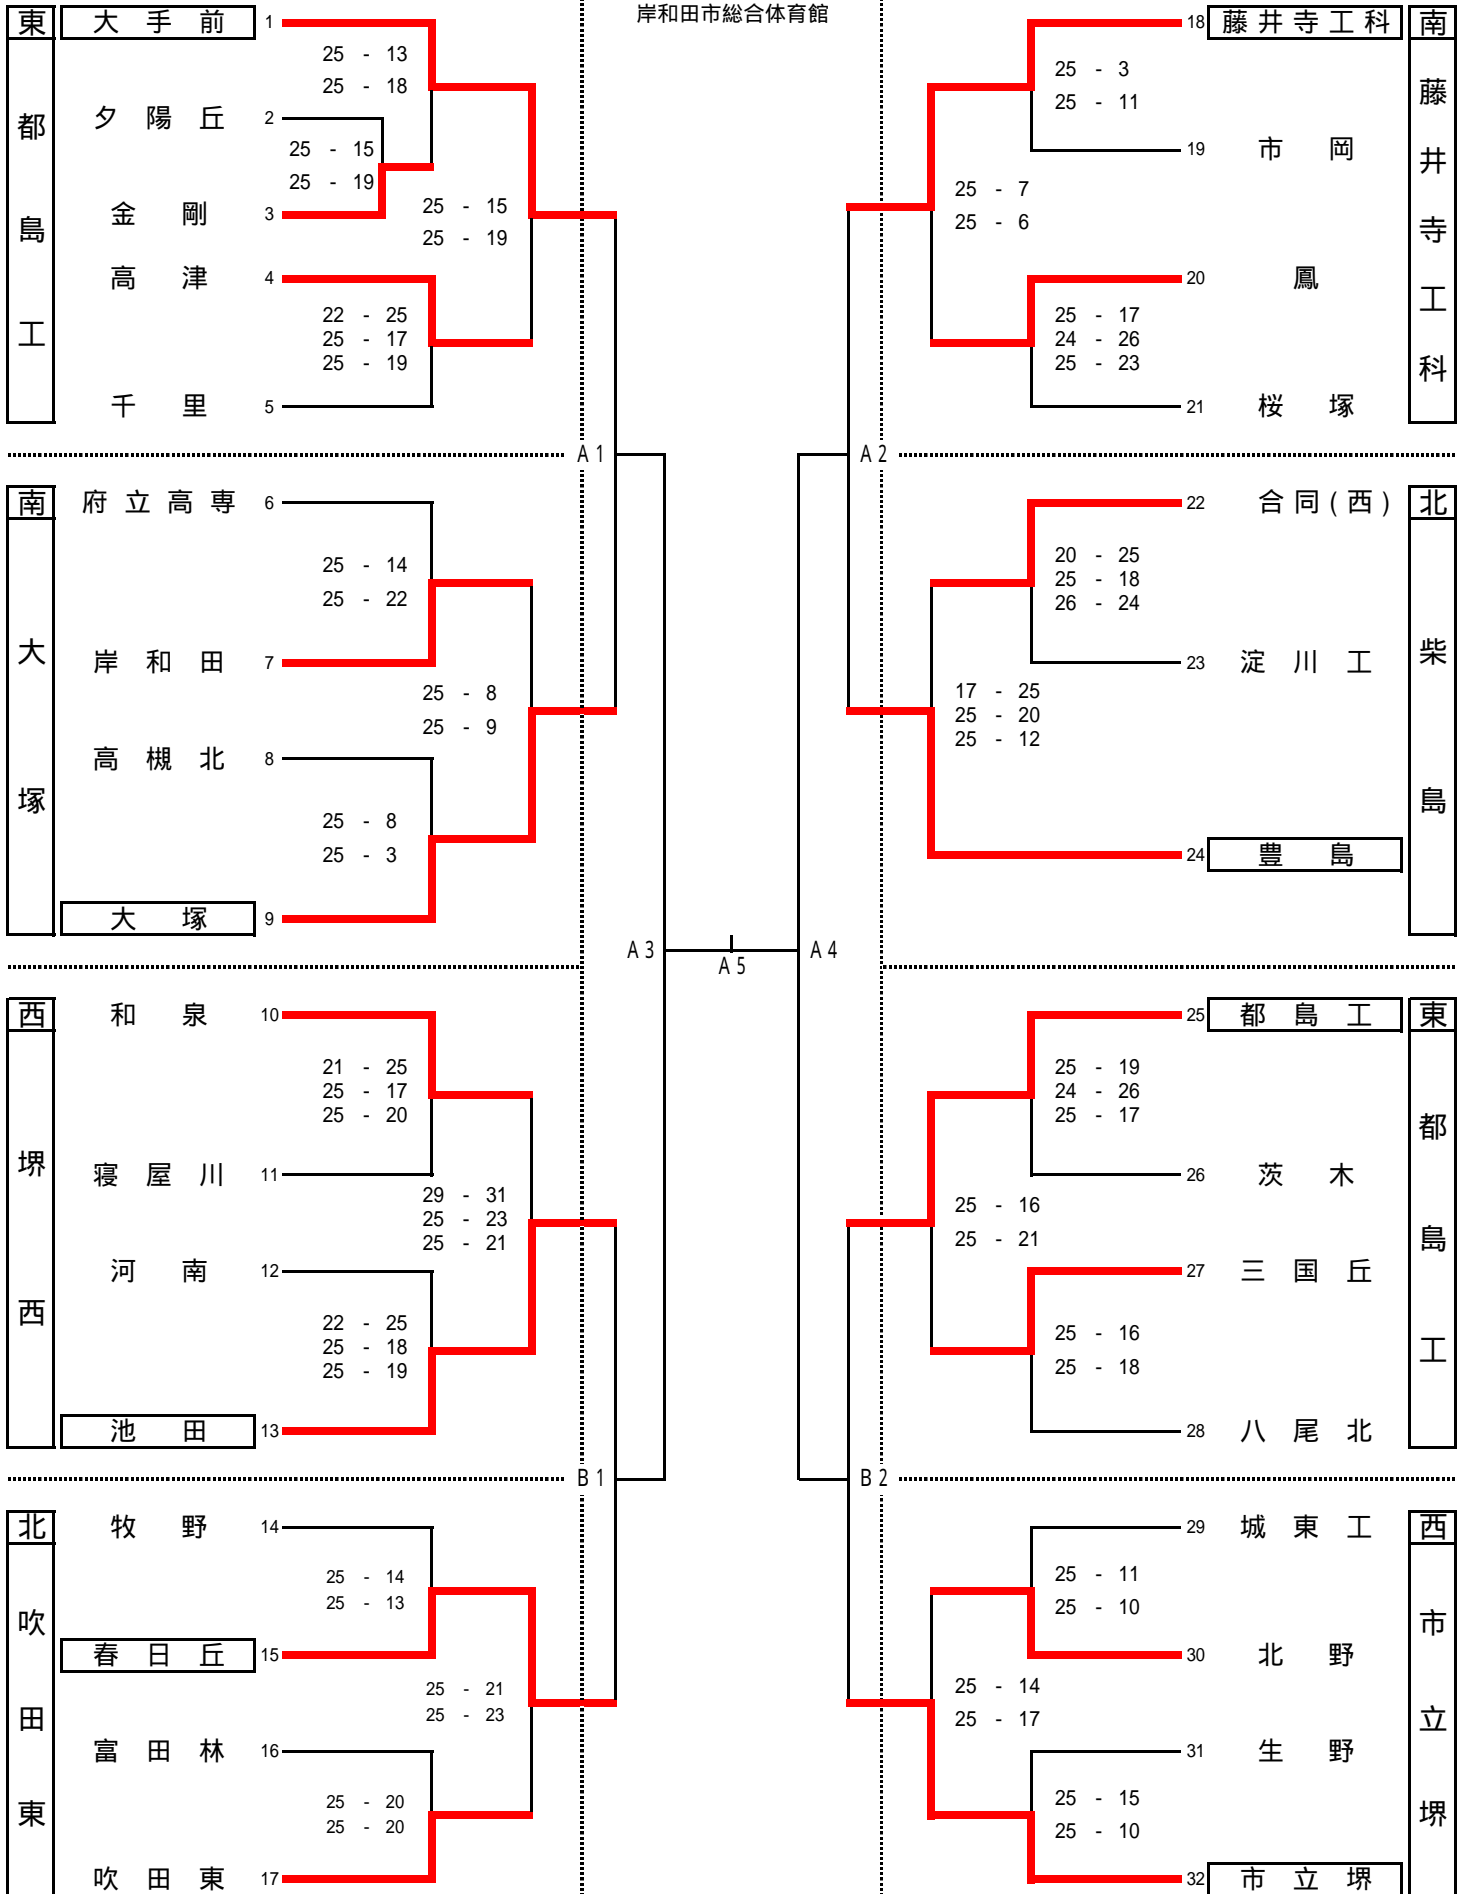 岸和田市総合体育館
東 都島工
大手前 1
25 - 13
25 - 18
夕陽丘 2
25 - 15
25 - 19
金剛 3
25 - 15
25 - 19
高津 4
22 - 25
25 - 17
25 - 19
千里 5
A1
南 大塚
府立高専 6
25 - 14
25 - 22
岸和田 7
25 - 8
25 - 9
高槻北 8
25 - 8
25 - 3
大塚 9
A3
A5
A4
西 堺西
和泉 10
21 - 25
25 - 17
25 - 20
寝屋川 11
29 - 31
25 - 23
25 - 21
河南 12
22 - 25
25 - 18
25 - 19
池田 13
B1
北 吹田東
牧野 14
25 - 14
25 - 13
春日丘 15
25 - 21
25 - 23
富田林 16
25 - 20
25 - 20
吹田東 17
18 藤井寺工科
南 藤井寺工科
25 - 3
25 - 11
19 市岡
25 - 7
25 - 6
20 鳳
25 - 17
24 - 26
25 - 23
21 桜塚
A2
22 合同(西)
北 柴島
20 - 25
25 - 18
26 - 24
23 淀川工
17 - 25
25 - 20
25 - 12
24 豊島
25 都島工
東 都島工
25 - 19
24 - 26
25 - 17
26 茨木
25 - 16
25 - 21
27 三国丘
25 - 16
25 - 18
28 八尾北
B2
29 城東工
西 市立堺
25 - 11
25 - 10
30 北野
25 - 14
25 - 17
31 生野
25 - 15
25 - 10
32 市立堺